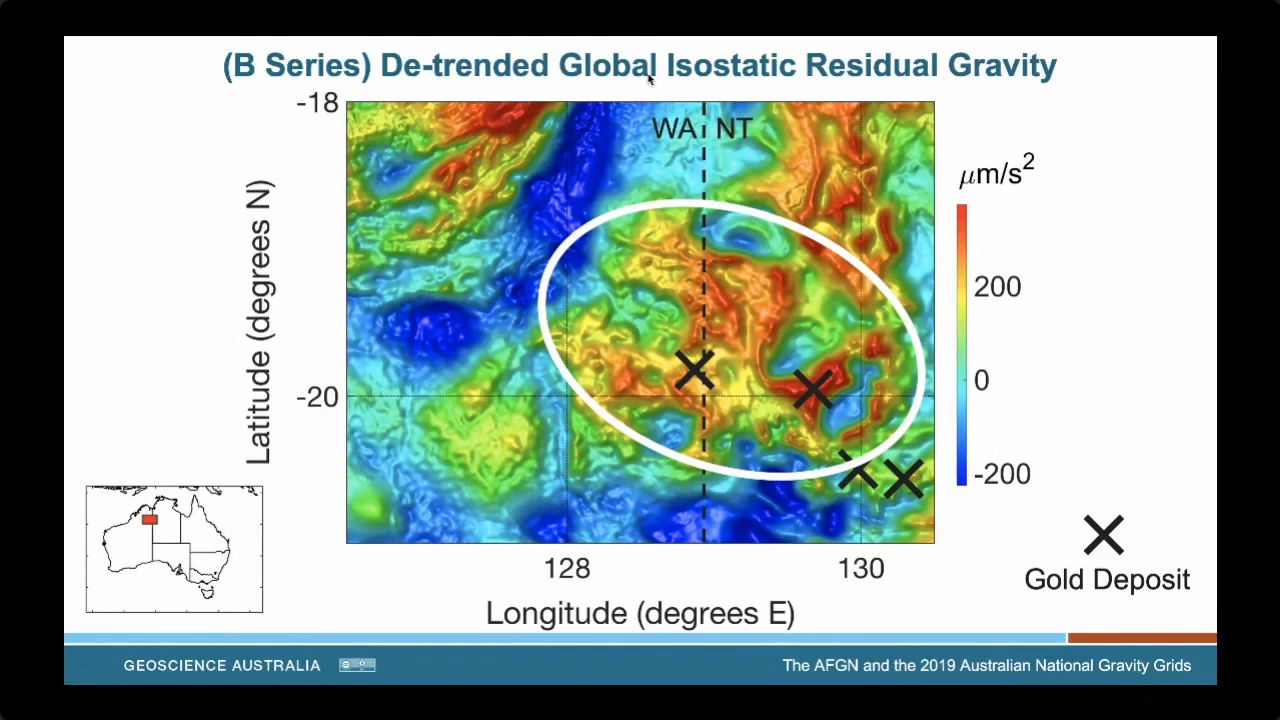 (B Series) De-trended Global Isostatic Residual Gravity
-18
WA NT
μm/s²
Latitude (degrees N)
200
0
-20
-200
128
130
Gold Deposit
Longitude (degrees E)
GEOSCIENCE AUSTRALIA
The AFGN and the 2019 Australian National Gravity Grids